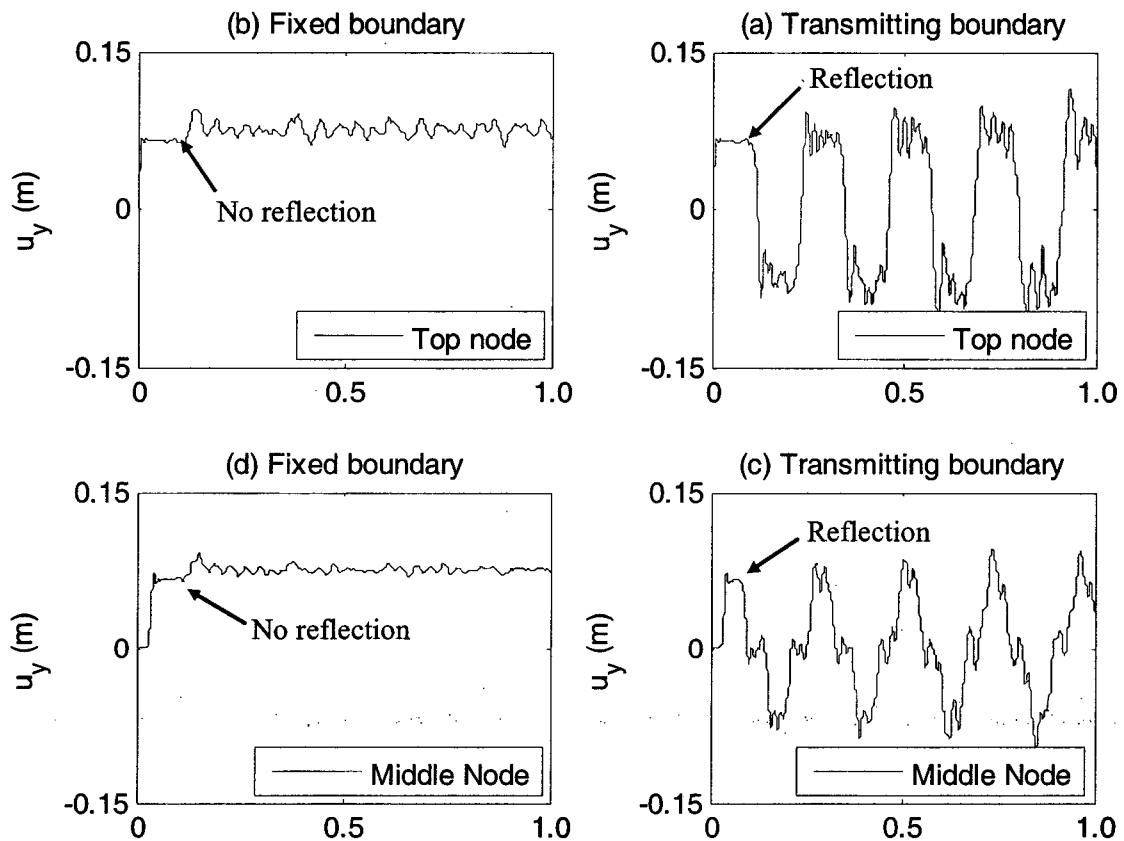 (b) Fixed boundary
0.15
0
-0.15
u_y (m)
No reflection
Top node
0
0.5
1.0
(a) Transmitting boundary
0.15
0
-0.15
u_y (m)
Reflection
Top node
0
0.5
1.0
(d) Fixed boundary
0.15
0
-0.15
u_y (m)
No reflection
Middle Node
0
0.5
1.0
(c) Transmitting boundary
0.15
0
-0.15
u_y (m)
Reflection
Middle Node
0
0.5
1.0